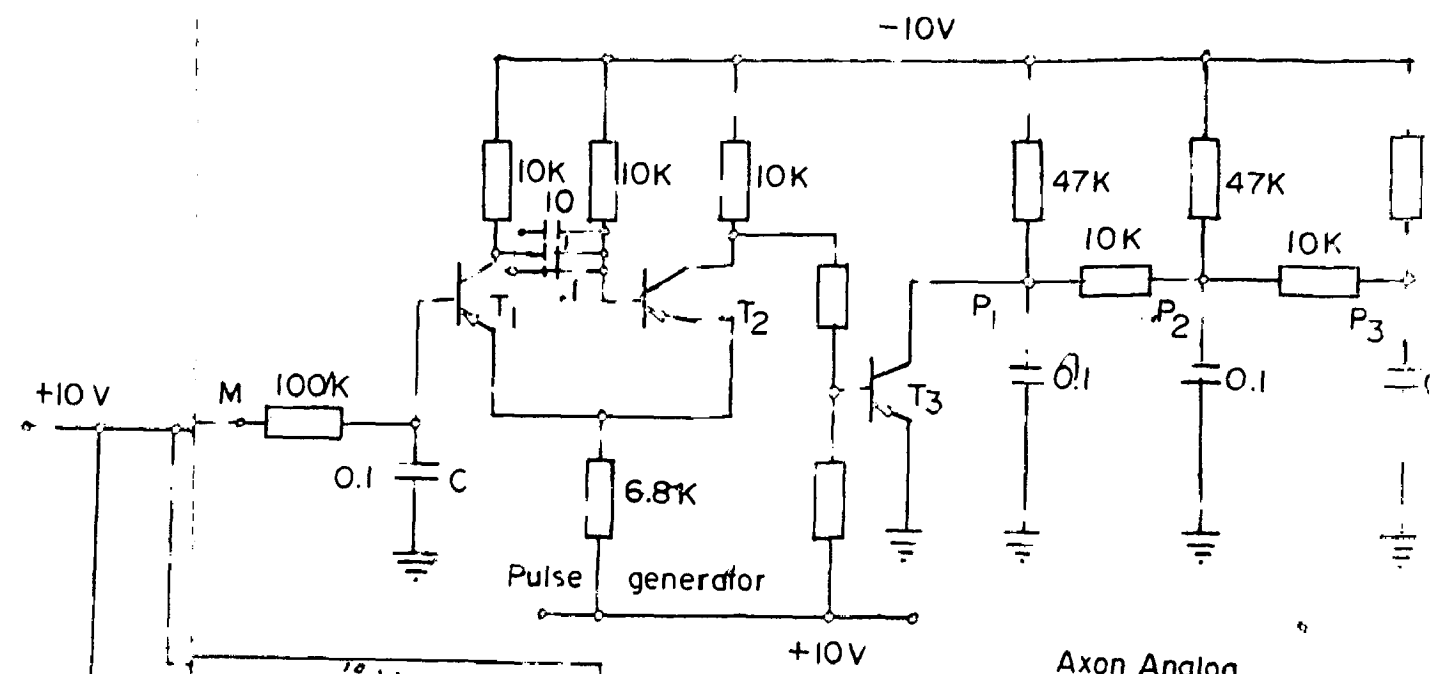 -10V
10K
10K
10K
47K
47K
10
10K
10K
.1
T1
T2
P1
P2
P3
+10 V
M
100K
T3
0.1
0.1
0.1
C
6.8K
Pulse generator
+10V
Axon Analog